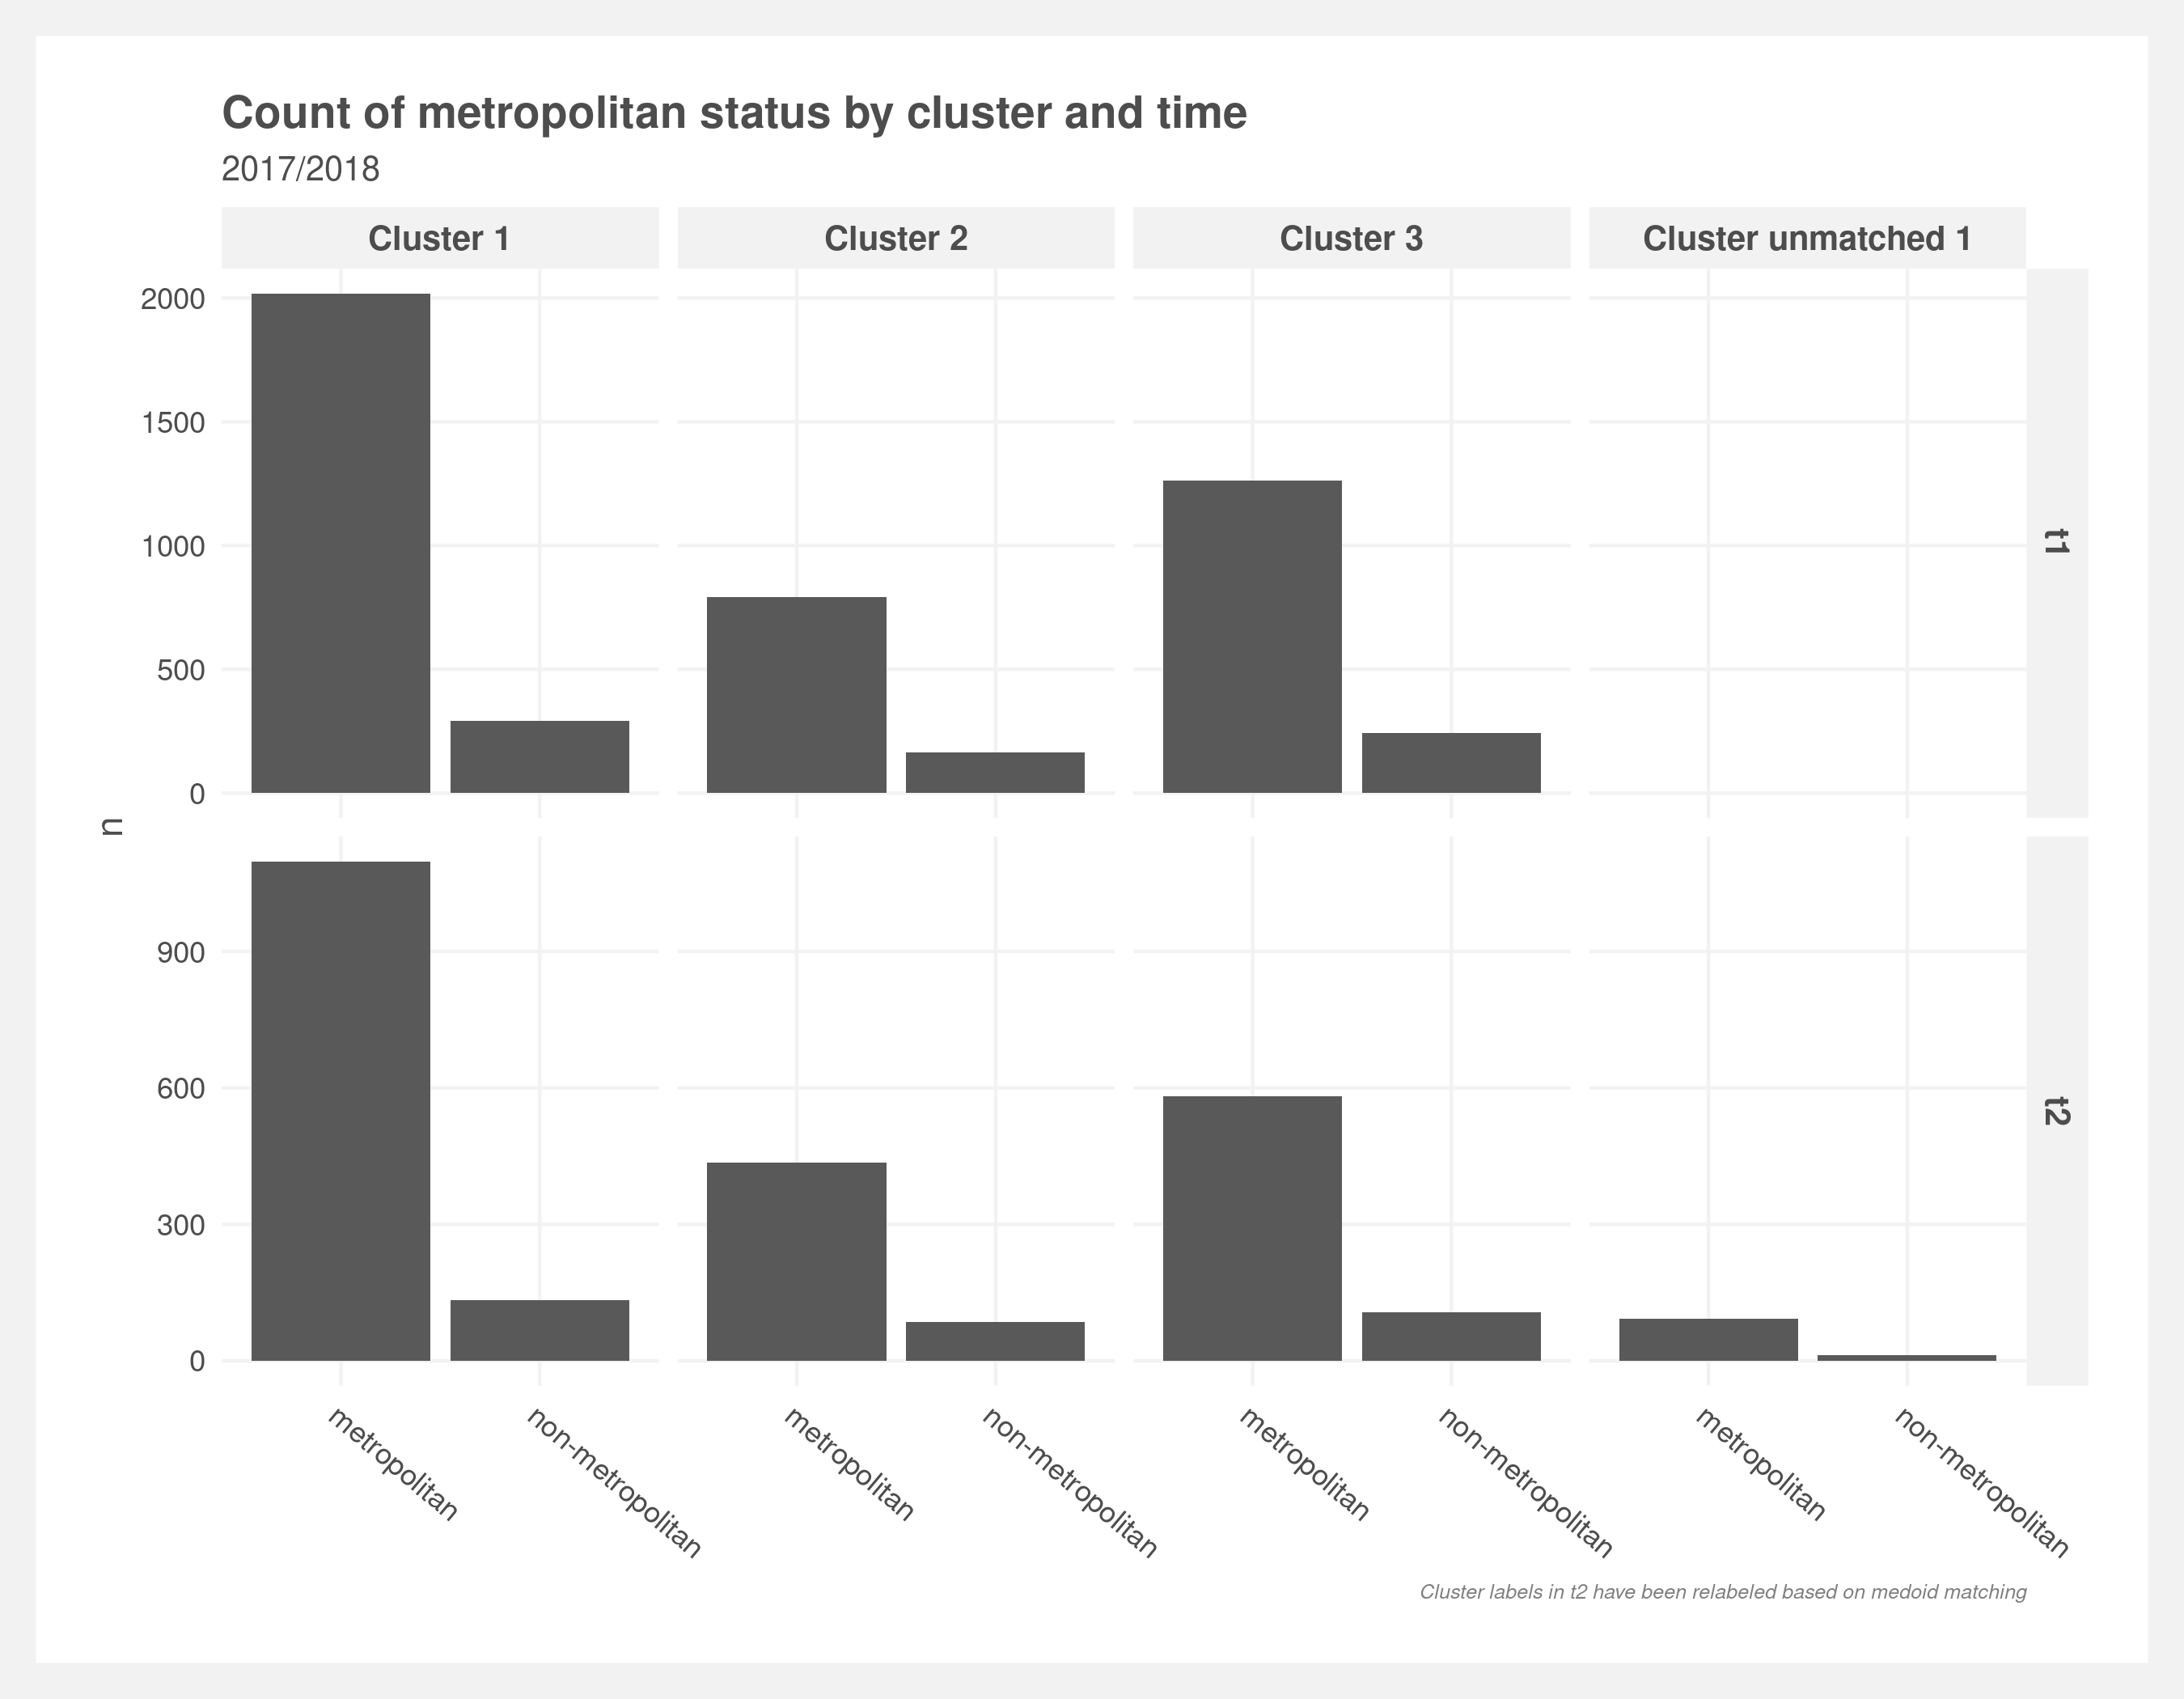 Count of metropolitan status by cluster and time
2017/2018
Cluster 1
Cluster 2
Cluster 3
Cluster unmatched 1
2000
1500
1000
500
0
t1
n
900
600
300
0
t2
metropolitan
non-metropolitan
metropolitan
non-metropolitan
metropolitan
non-metropolitan
metropolitan
non-metropolitan
Cluster labels in t2 have been relabeled based on medoid matching